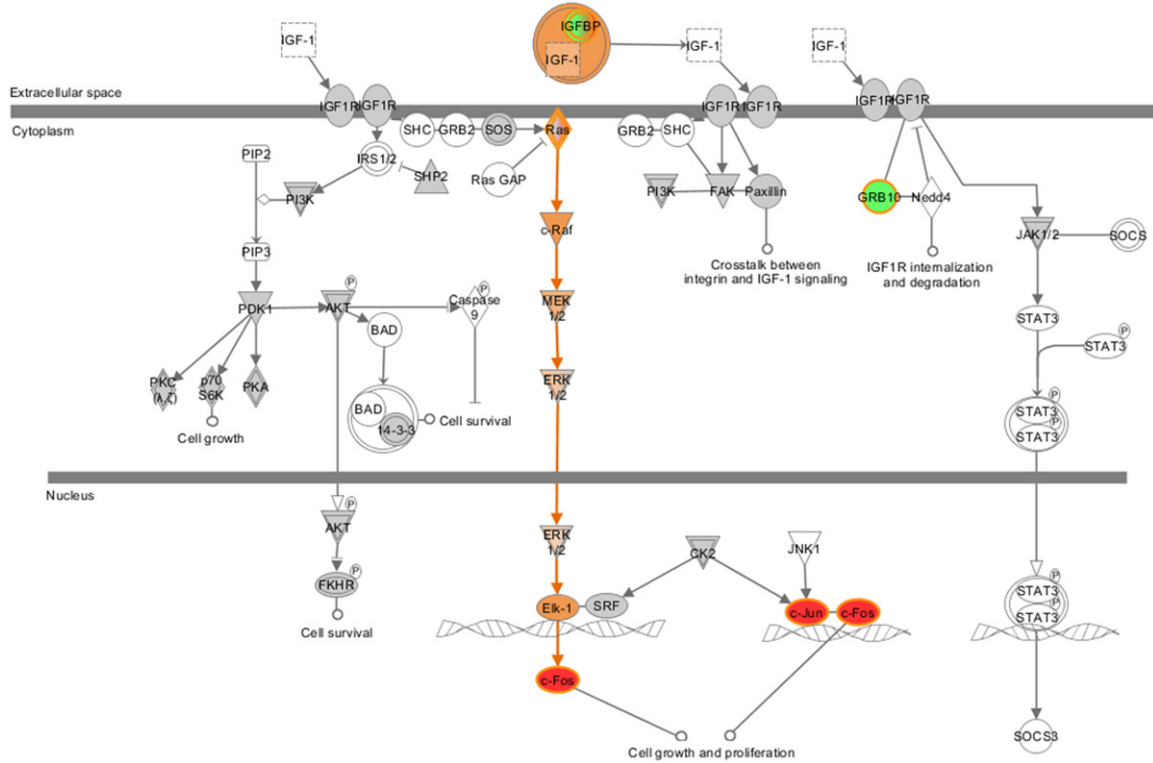 IGFBP
IGF-1
IGF-1
IGF-1
IGF-1
Extracellular space
IGF1R
IGF1R
IGF1R
IGF1R
IGF1R
IGF1R
Cytoplasm
SHC
GRB2
SOS
Ras
GRB2
SHC
PIP2
IRS1/2
SHP2
Ras GAP
PI3K
PI3K
FAK
Paxillin
GRB10
Nedd4
c-Raf
JAK1/2
SOCS
PIP3
Crosstalk between
integrin and IGF-1 signaling
IGF1R internalization
and degradation
P
P
PDK1
AKT
Caspase
9
MEK
1/2
BAD
STAT3
P
STAT3
PKC
(λ,ζ)
p70
S6K
PKA
ERK
1/2
BAD
14-3-3
Cell survival
P
STAT3
P
STAT3
Cell growth
Nucleus
P
AKT
ERK
1/2
CK2
JNK1
P
FKHR
P
STAT3
P
STAT3
Elk-1
SRF
c-Jun
c-Fos
Cell survival
c-Fos
SOCS3
Cell growth and proliferation